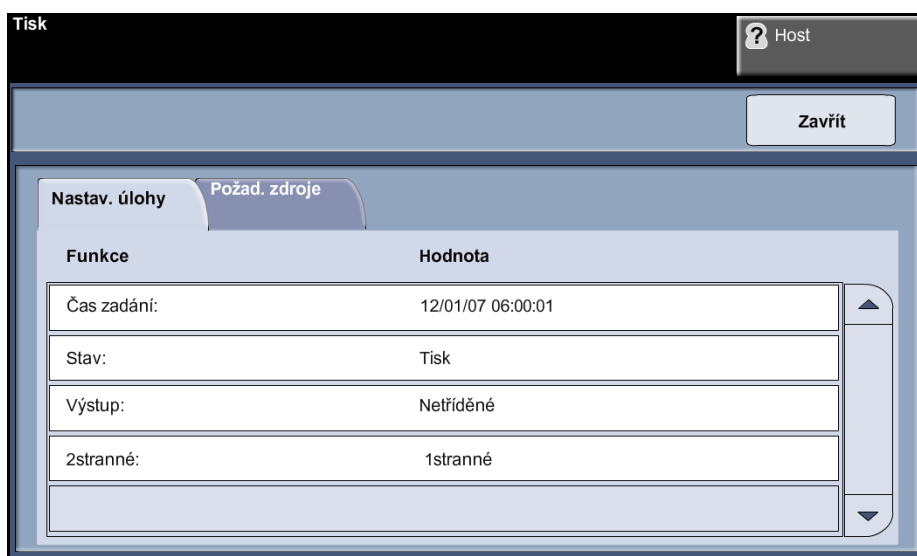 Tisk
Host
Zavřít
Nastav. úlohy
Požad. zdroje
Funkce Hodnota
Čas zadání: 12/01/07 06:00:01
Stav: Tisk
Výstup: Netříděné
2stranné: 1stranné